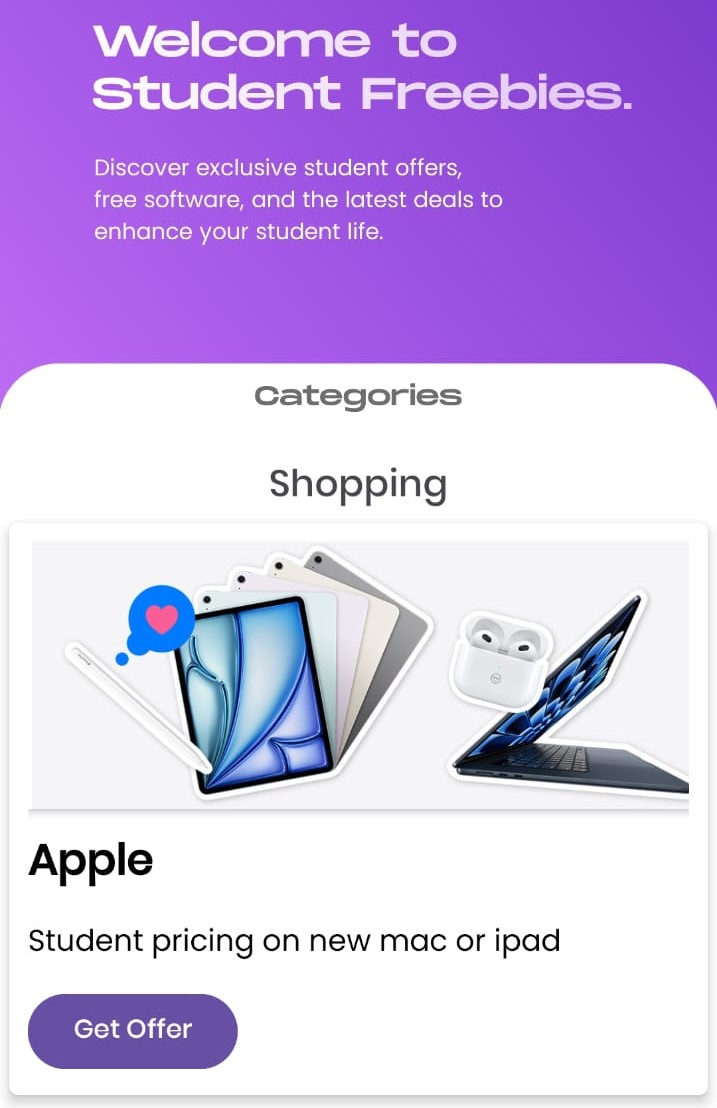 Welcome to
Student Freebies.
Discover exclusive student offers,
free software, and the latest deals to
enhance your student life.
Categories
Shopping
Apple
Student pricing on new mac or ipad
Get Offer